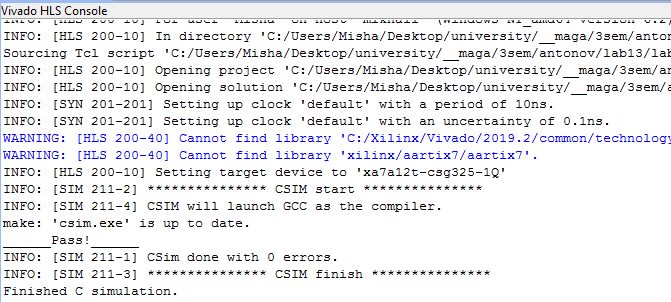 Vivado HLS Console
INFO: [HLS 200-10] For user 'Misha' on host 'mikhail' (Windows NT_amd64 version 6.2)
INFO: [HLS 200-10] In directory 'C:/Users/Misha/Desktop/university/__maga/3sem/anton
Sourcing Tcl script 'C:/Users/Misha/Desktop/university/__maga/3sem/antonov/lab13/lab
INFO: [HLS 200-10] Opening project 'C:/Users/Misha/Desktop/university/__maga/3sem/an
INFO: [HLS 200-10] Opening solution 'C:/Users/Misha/Desktop/university/__maga/3sem/a
INFO: [SYN 201-201] Setting up clock 'default' with a period of 10ns.
INFO: [SYN 201-201] Setting up clock 'default' with an uncertainty of 0.1ns.
WARNING: [HLS 200-40] Cannot find library 'C:/Xilinx/Vivado/2019.2/common/technology
WARNING: [HLS 200-40] Cannot find library 'xilinx/aartix7/aartix7'.
INFO: [HLS 200-10] Setting target device to 'xa7a12t-csg325-1Q'
INFO: [SIM 211-2] *************** CSIM start ***************
INFO: [SIM 211-4] CSIM will launch GCC as the compiler.
make: 'csim.exe' is up to date.
______Pass!______
INFO: [SIM 211-1] CSim done with 0 errors.
INFO: [SIM 211-3] *************** CSIM finish ***************
Finished C simulation.